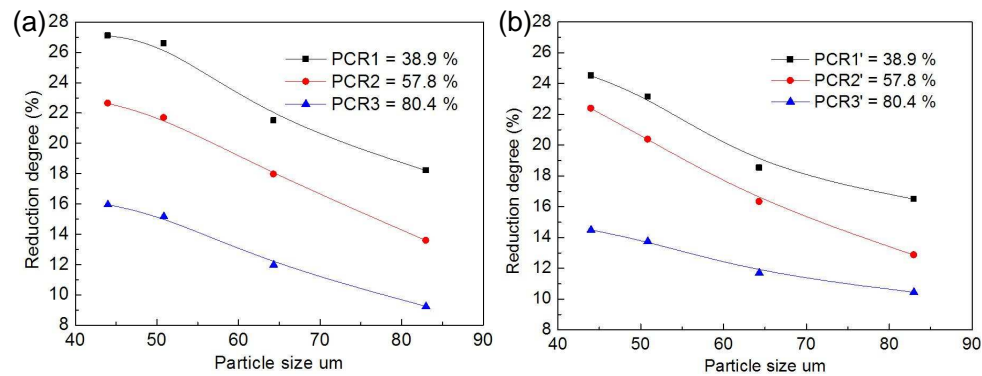 (a)
28
26
24
22
20
18
16
14
12
10
8
Reduction degree (%)
PCR1 = 38.9 %
PCR2 = 57.8 %
PCR3 = 80.4 %
40 50 60 70 80 90
Particle size um
(b)
28
26
24
22
20
18
16
14
12
10
8
Reduction degree (%)
PCR1' = 38.9 %
PCR2' = 57.8 %
PCR3' = 80.4 %
40 50 60 70 80 90
Particle size um